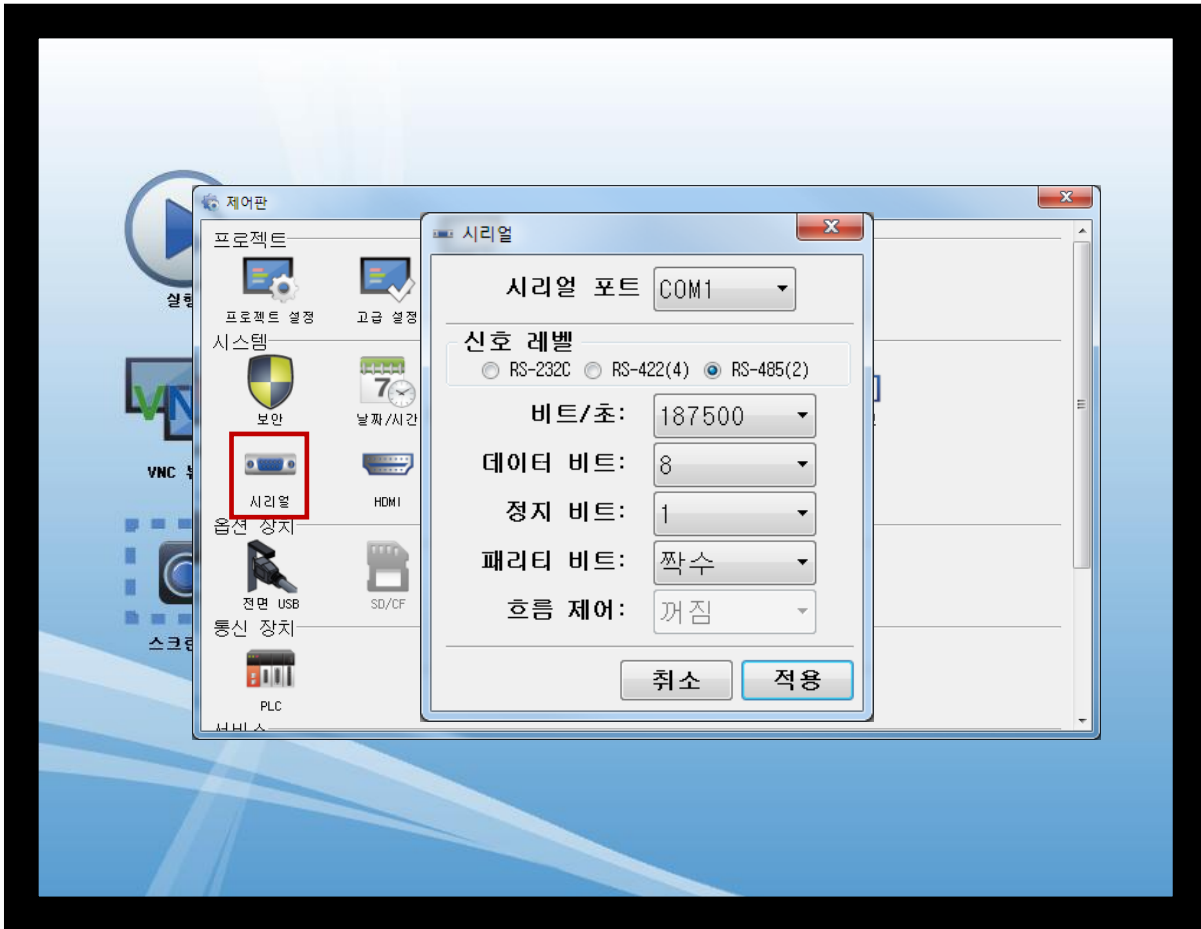 제어판
프로젝트
프로젝트 설정
고급 설정
시스템
보안
날짜/시간
시리얼
HDMI
옵션 장치
전면 USB
SD/CF
통신 장치
PLC
시리얼
시리얼 포트 COM1
신호 레벨
RS-232C RS-422(4) RS-485(2)
비트/초: 187500
데이터 비트: 8
정지 비트: 1
패리티 비트: 짝수
흐름 제어: 꺼짐
취소 적용
VNC